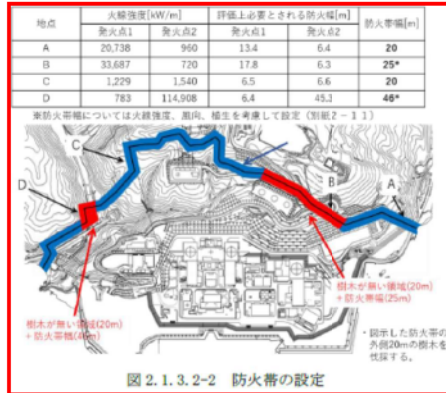 地点 火線強度[kW/m] 評価上必要とされる防火帯幅[m] 防火帯幅[m]
発火点1 発火点2 発火点1 発火点2
A 20,738 960 13.4 6.4 20
B 33,687 720 17.8 6.3 25*
C 1,229 1,540 6.5 6.6 20
D 783 114,908 6.4 45.1 46*
※防火帯幅については火線強度、風向、植生を考慮して設定(別紙2-11)
C
D
B
A
樹木が無い領域(20m)
+防火帯幅(46m)
樹木が無い領域(20m)
+防火帯幅(25m)
*図示した防火帯の
外側20mの樹木を
伐採する。
図2.1.3.2-2 防火帯の設定